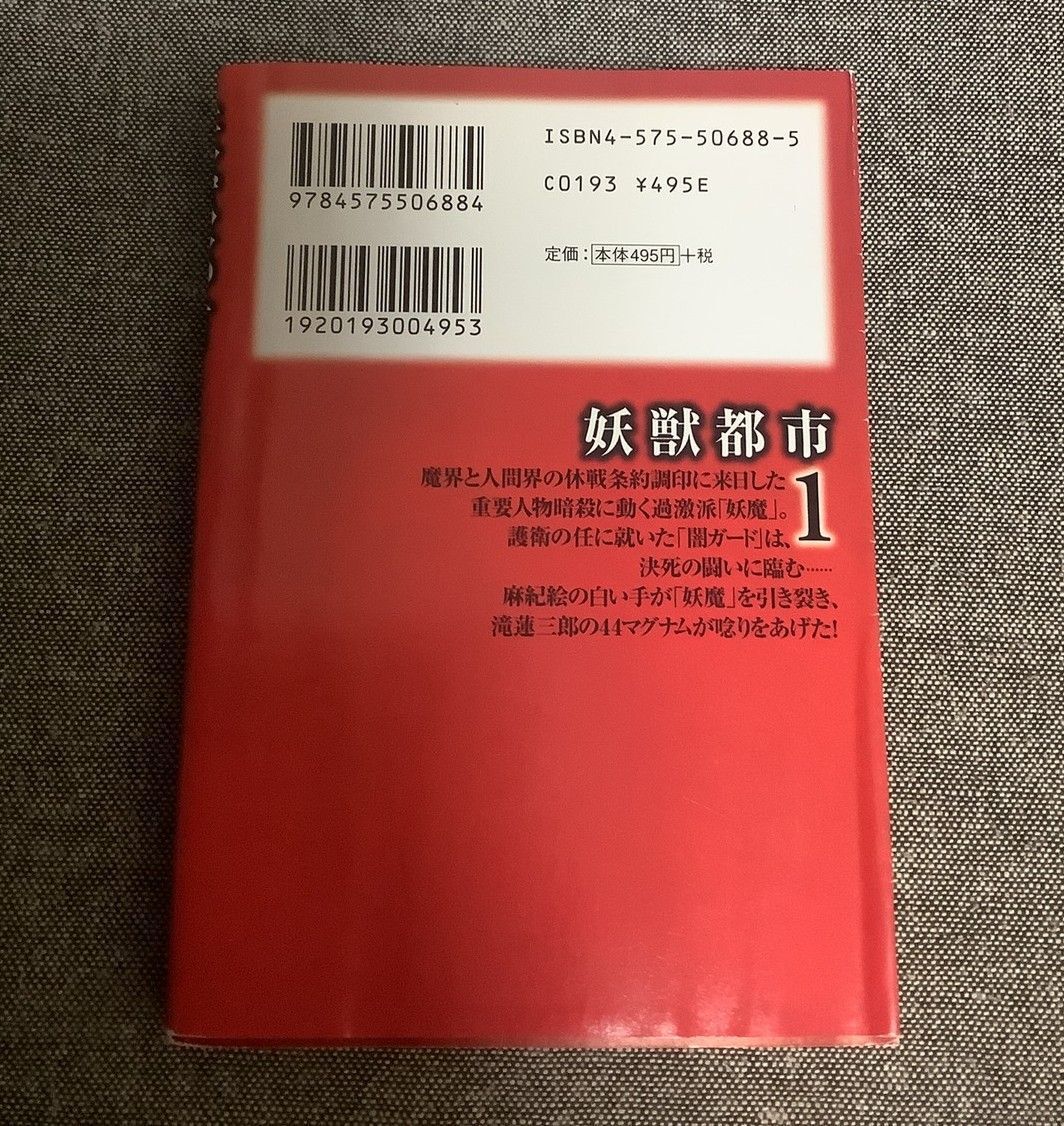 9784575506884
ISBN4-575-50688-5
C0193 ¥495E
1920193004953
定価:本体495円+税
妖獣都市
1
魔界と人間界の休戦条約調印に来日した
重要人物暗殺に動く過激派「妖魔」。
護衛の任に就いた「闇ガード」は、
決死の闘いに臨む……
麻紀絵の白い手が「妖魔」を引き裂き、
滝蓮三郎の44マグナムが唸りをあげた!